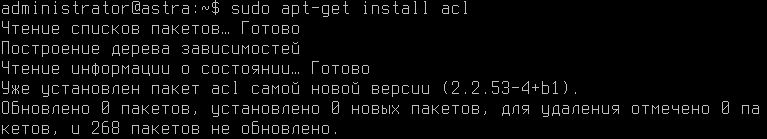 administrator@astra:~$ sudo apt-get install acl
Чтение списков пакетов… Готово
Построение дерева зависимостей
Чтение информации о состоянии… Готово
Уже установлен пакет acl самой новой версии (2.2.53-4+b1).
Обновлено 0 пакетов, установлено 0 новых пакетов, для удаления отмечено 0 па
кетов, и 268 пакетов не обновлено.